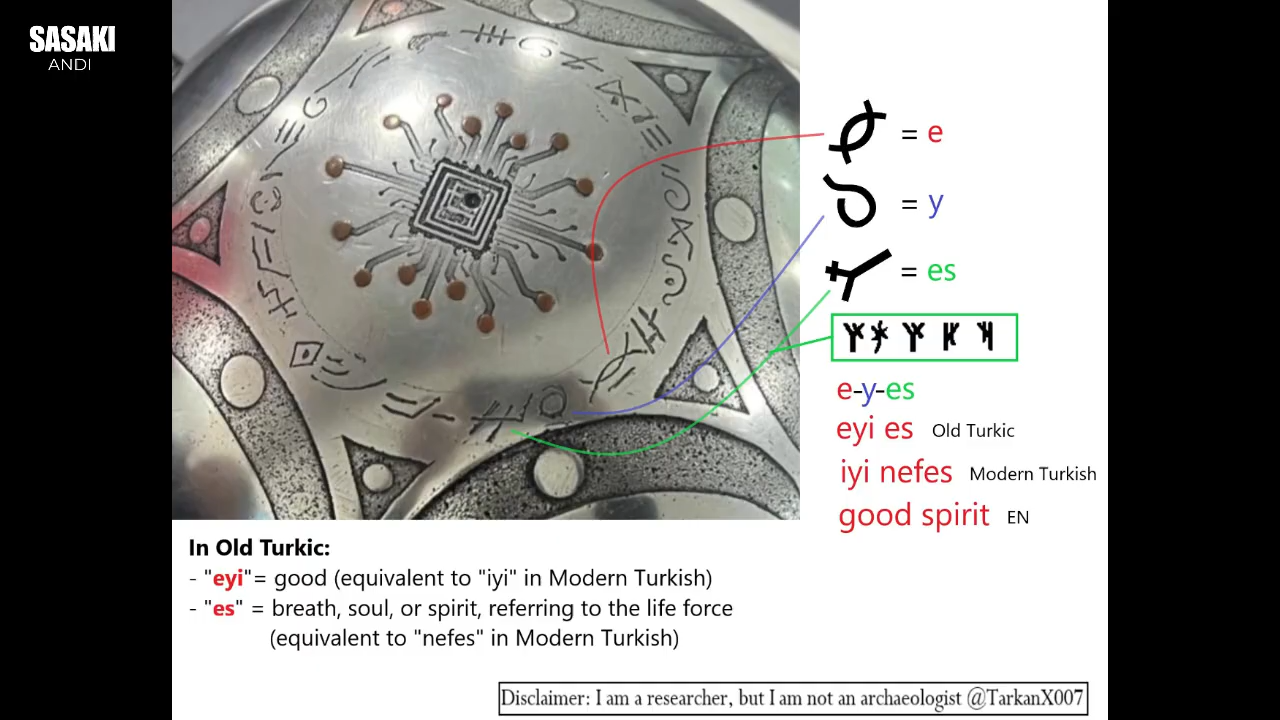 SASAKI
ANDI
= e
= y
= es
e-y-es
eyi es Old Turkic
iyi nefes Modern Turkish
good spirit EN
In Old Turkic:
- "eyi"= good (equivalent to "iyi" in Modern Turkish)
- "es" = breath, soul, or spirit, referring to the life force
(equivalent to "nefes" in Modern Turkish)
Disclaimer: I am a researcher, but I am not an archaeologist @TarkanX007